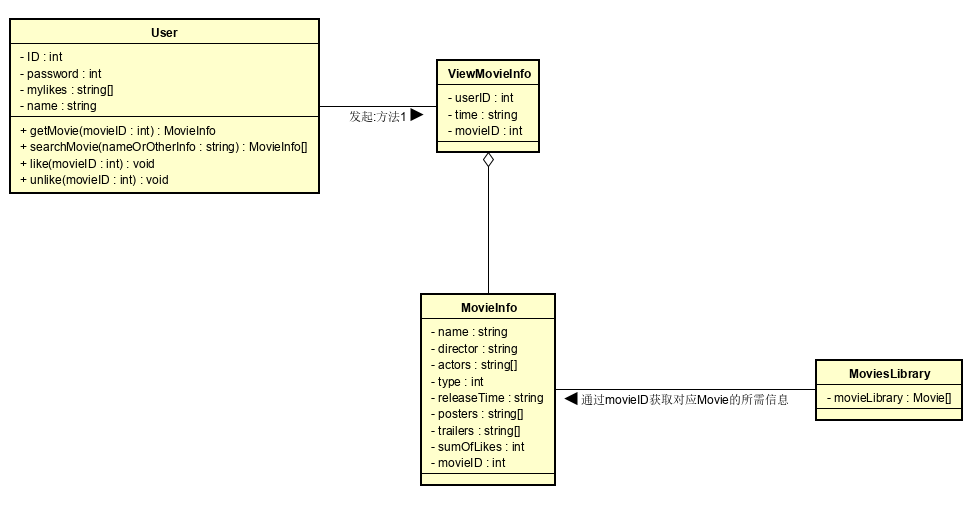 User
- ID : int
- password : int
- mylikes : string[]
- name : string
+ getMovie(movieID : int) : MovieInfo
+ searchMovie(nameOrOtherInfo : string) : MovieInfo[]
+ like(movieID : int) : void
+ unlike(movieID : int) : void
发起:方法1
ViewMovieInfo
- userID : int
- time : string
- movieID : int
MovieInfo
- name : string
- director : string
- actors : string[]
- type : int
- releaseTime : string
- posters : string[]
- trailers : string[]
- sumOfLikes : int
- movieID : int
通过movieID获取对应Movie的所需信息
MoviesLibrary
- movieLibrary : Movie[]